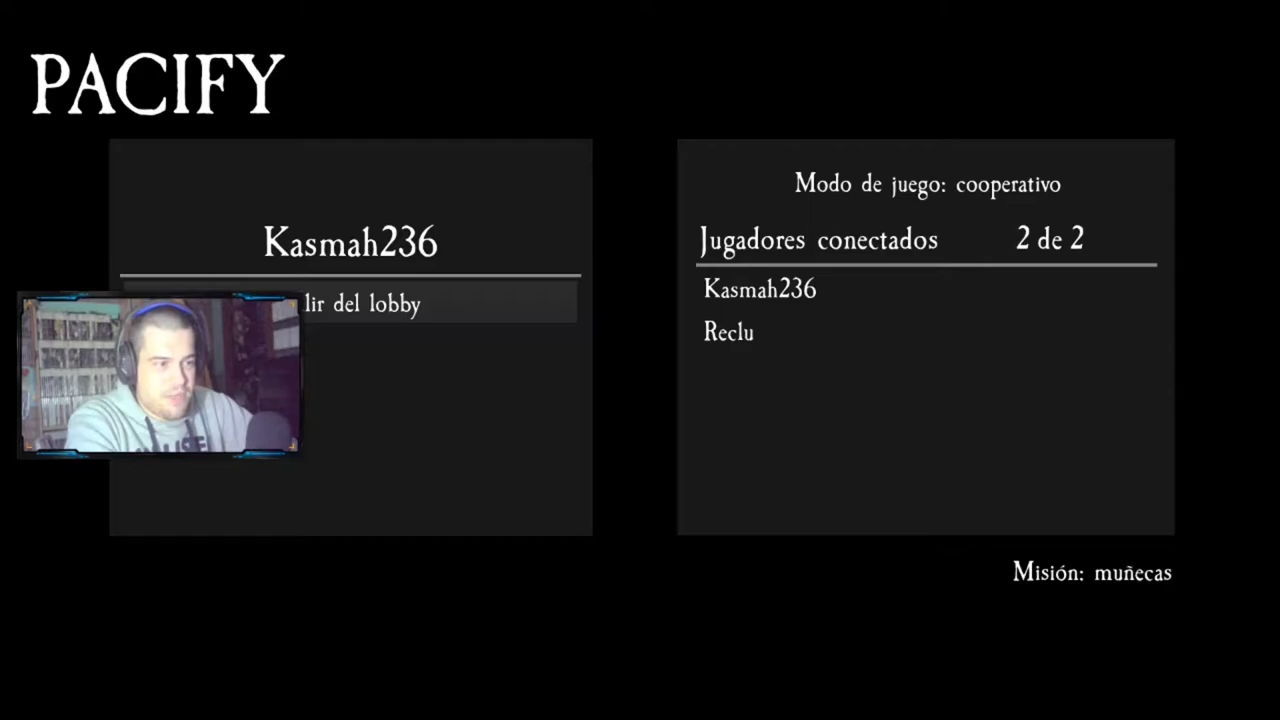 PACIFY
Kasmah236
lir del lobby
Modo de juego: cooperativo
Jugadores conectados 2 de 2
Kasmah236
Reclu
Misión: muñecas